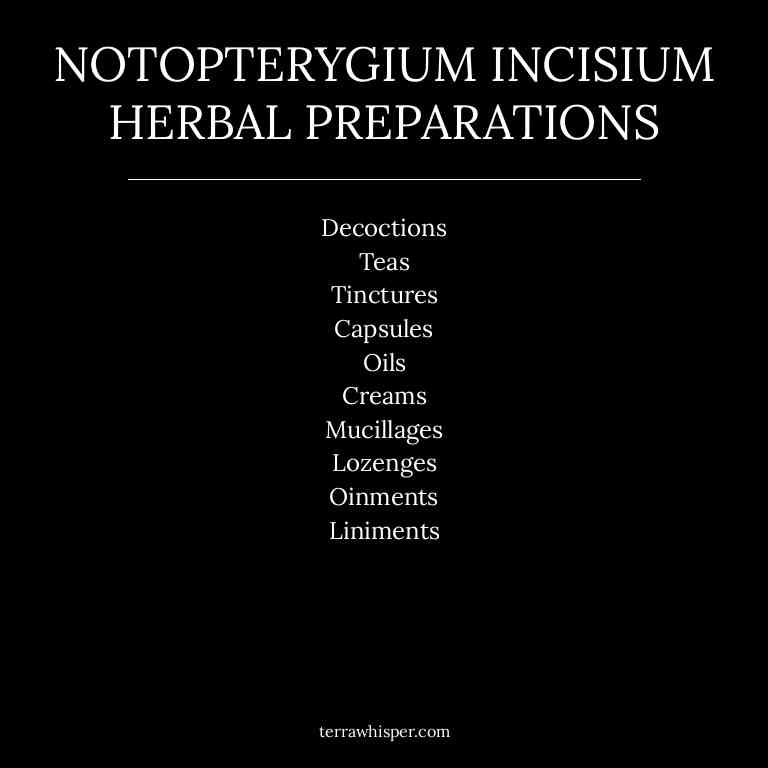 NOTOPTERYGIUM INCISIUM
HERBAL PREPARATIONS
Decoctions
Teas
Tinctures
Capsules
Oils
Creams
Mucillages
Lozenges
Oinments
Liniments
terrawhisper.com